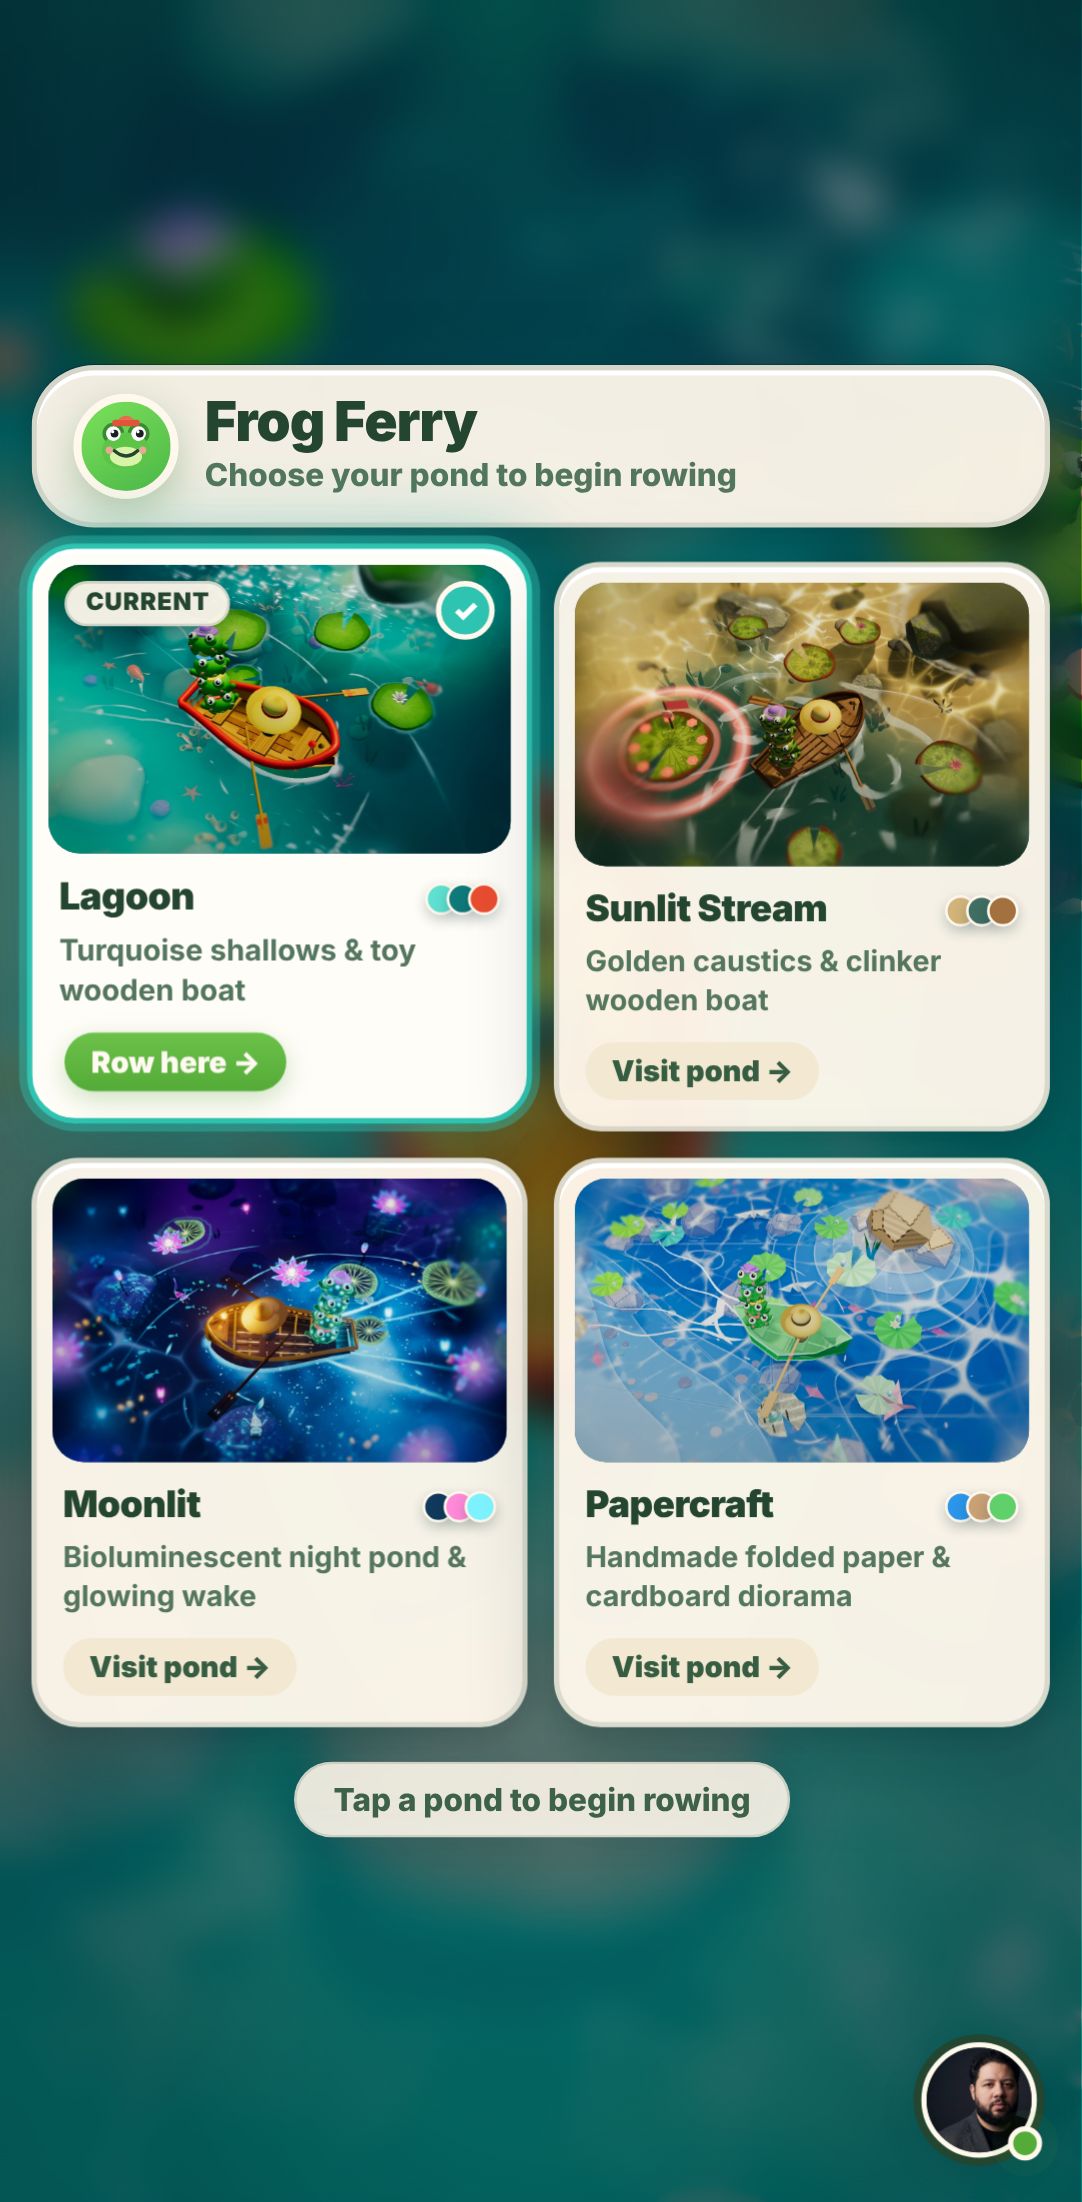 Frog Ferry
Choose your pond to begin rowing
CURRENT
Lagoon
Turquoise shallows & toy
wooden boat
Row here →
Sunlit Stream
Golden caustics & clinker
wooden boat
Visit pond →
Moonlit
Bioluminescent night pond &
glowing wake
Visit pond →
Papercraft
Handmade folded paper &
cardboard diorama
Visit pond →
Tap a pond to begin rowing